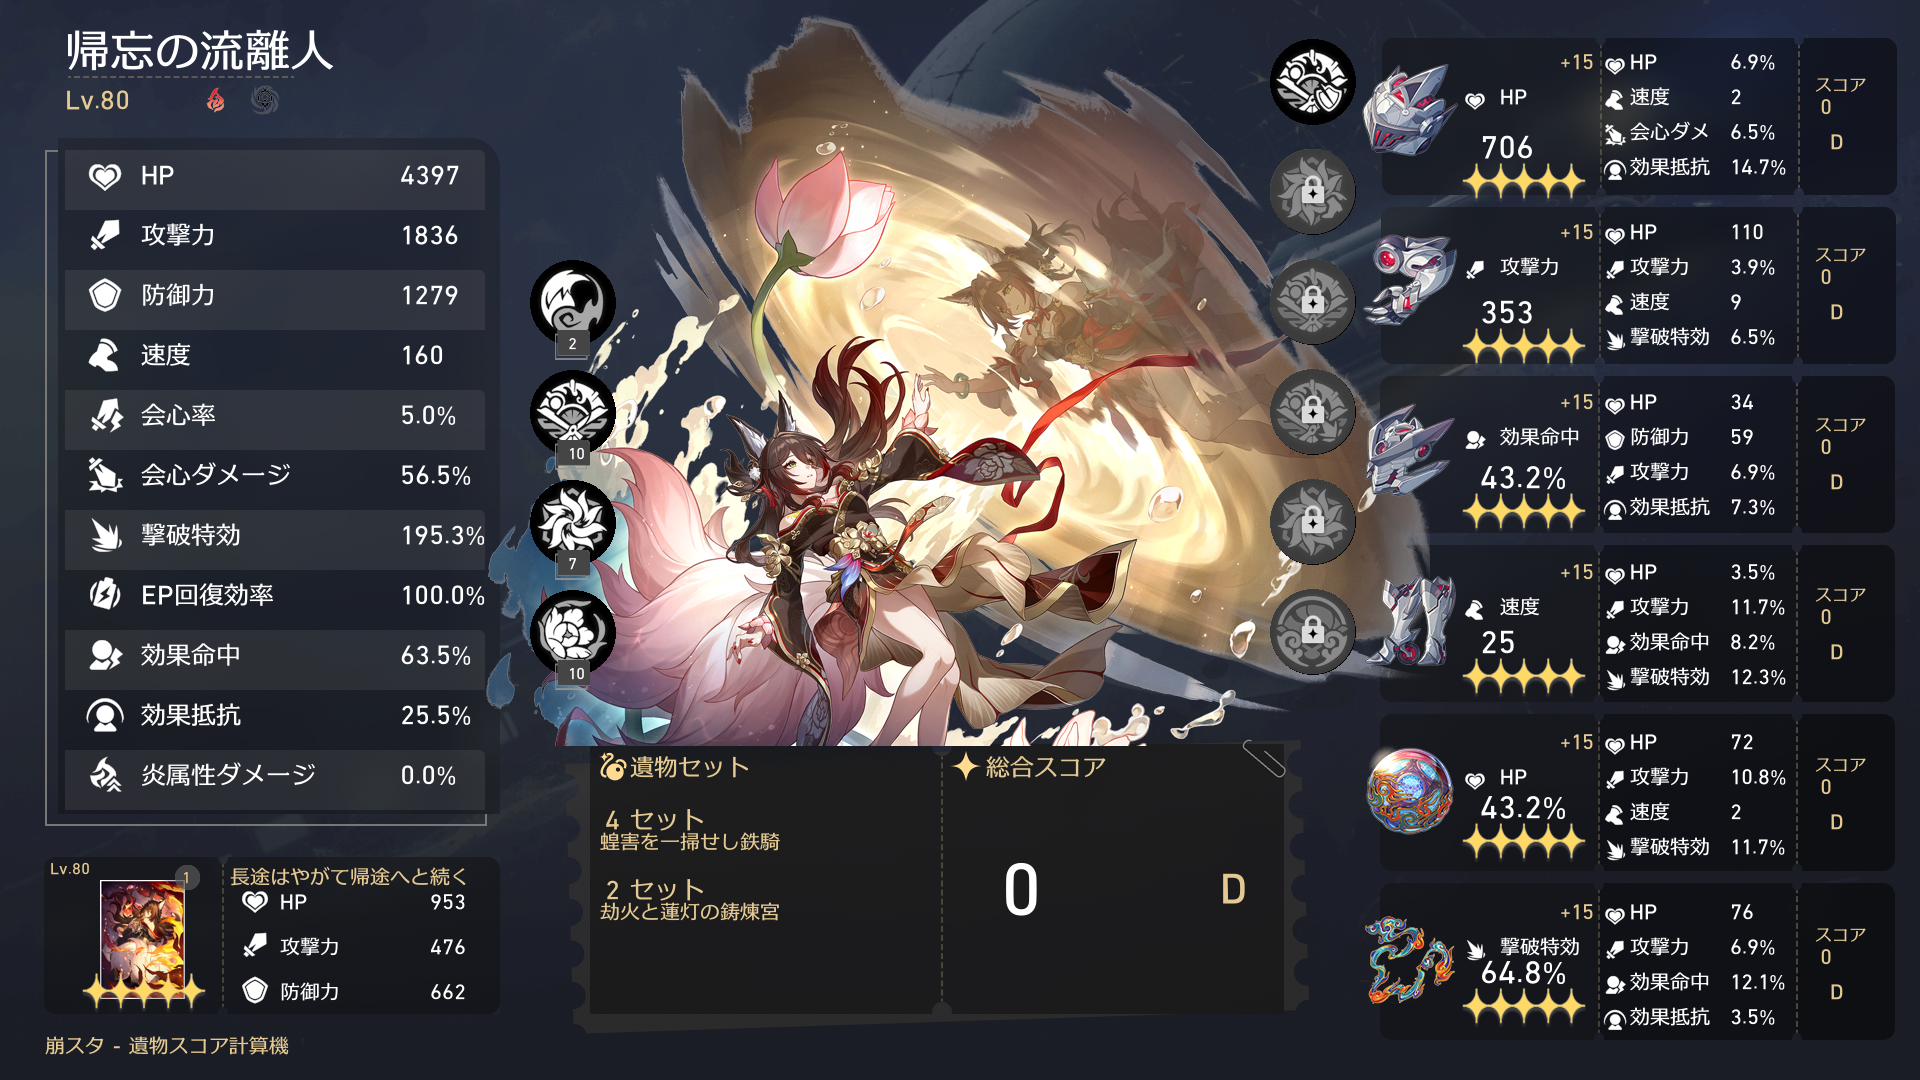 帰忘の流離人
Lv.80
HP 4397
攻撃力 1836
防御力 1279
速度 160
会心率 5.0%
会心ダメージ 56.5%
撃破特効 195.3%
EP回復効率 100.0%
効果命中 63.5%
効果抵抗 25.5%
炎属性ダメージ 0.0%
Lv.80
1
長途はやがて帰途へと続く
HP 953
攻撃力 476
防御力 662
崩スタ - 遺物スコア計算機
2
10
7
10
遺物セット
4 セット
蝗害を一掃せし鉄騎
2 セット
劫火と蓮灯の鋳煉宮
総合スコア
0 D
+15
HP
706
HP 6.9%
速度 2
会心ダメ 6.5%
効果抵抗 14.7%
スコア
0
D
+15
攻撃力
353
HP 110
攻撃力 3.9%
速度 9
撃破特効 6.5%
スコア
0
D
+15
効果命中
43.2%
HP 34
防御力 59
攻撃力 6.9%
効果抵抗 7.3%
スコア
0
D
+15
速度
25
HP 3.5%
攻撃力 11.7%
効果命中 8.2%
撃破特効 12.3%
スコア
0
D
+15
HP
43.2%
HP 72
攻撃力 10.8%
速度 2
撃破特効 11.7%
スコア
0
D
+15
撃破特効
64.8%
HP 76
攻撃力 6.9%
効果命中 12.1%
効果抵抗 3.5%
スコア
0
D